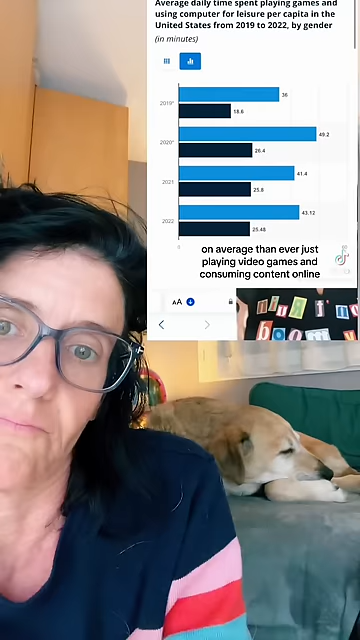 Average daily time spent playing games and
using computer for leisure per capita in the
United States from 2019 to 2022, by gender
(in minutes)
2019*
36
18.6
2020*
49.2
26.4
2021
41.4
25.8
2022
43.12
25.48
0
on average than ever just
playing video games and
consuming content online
AA